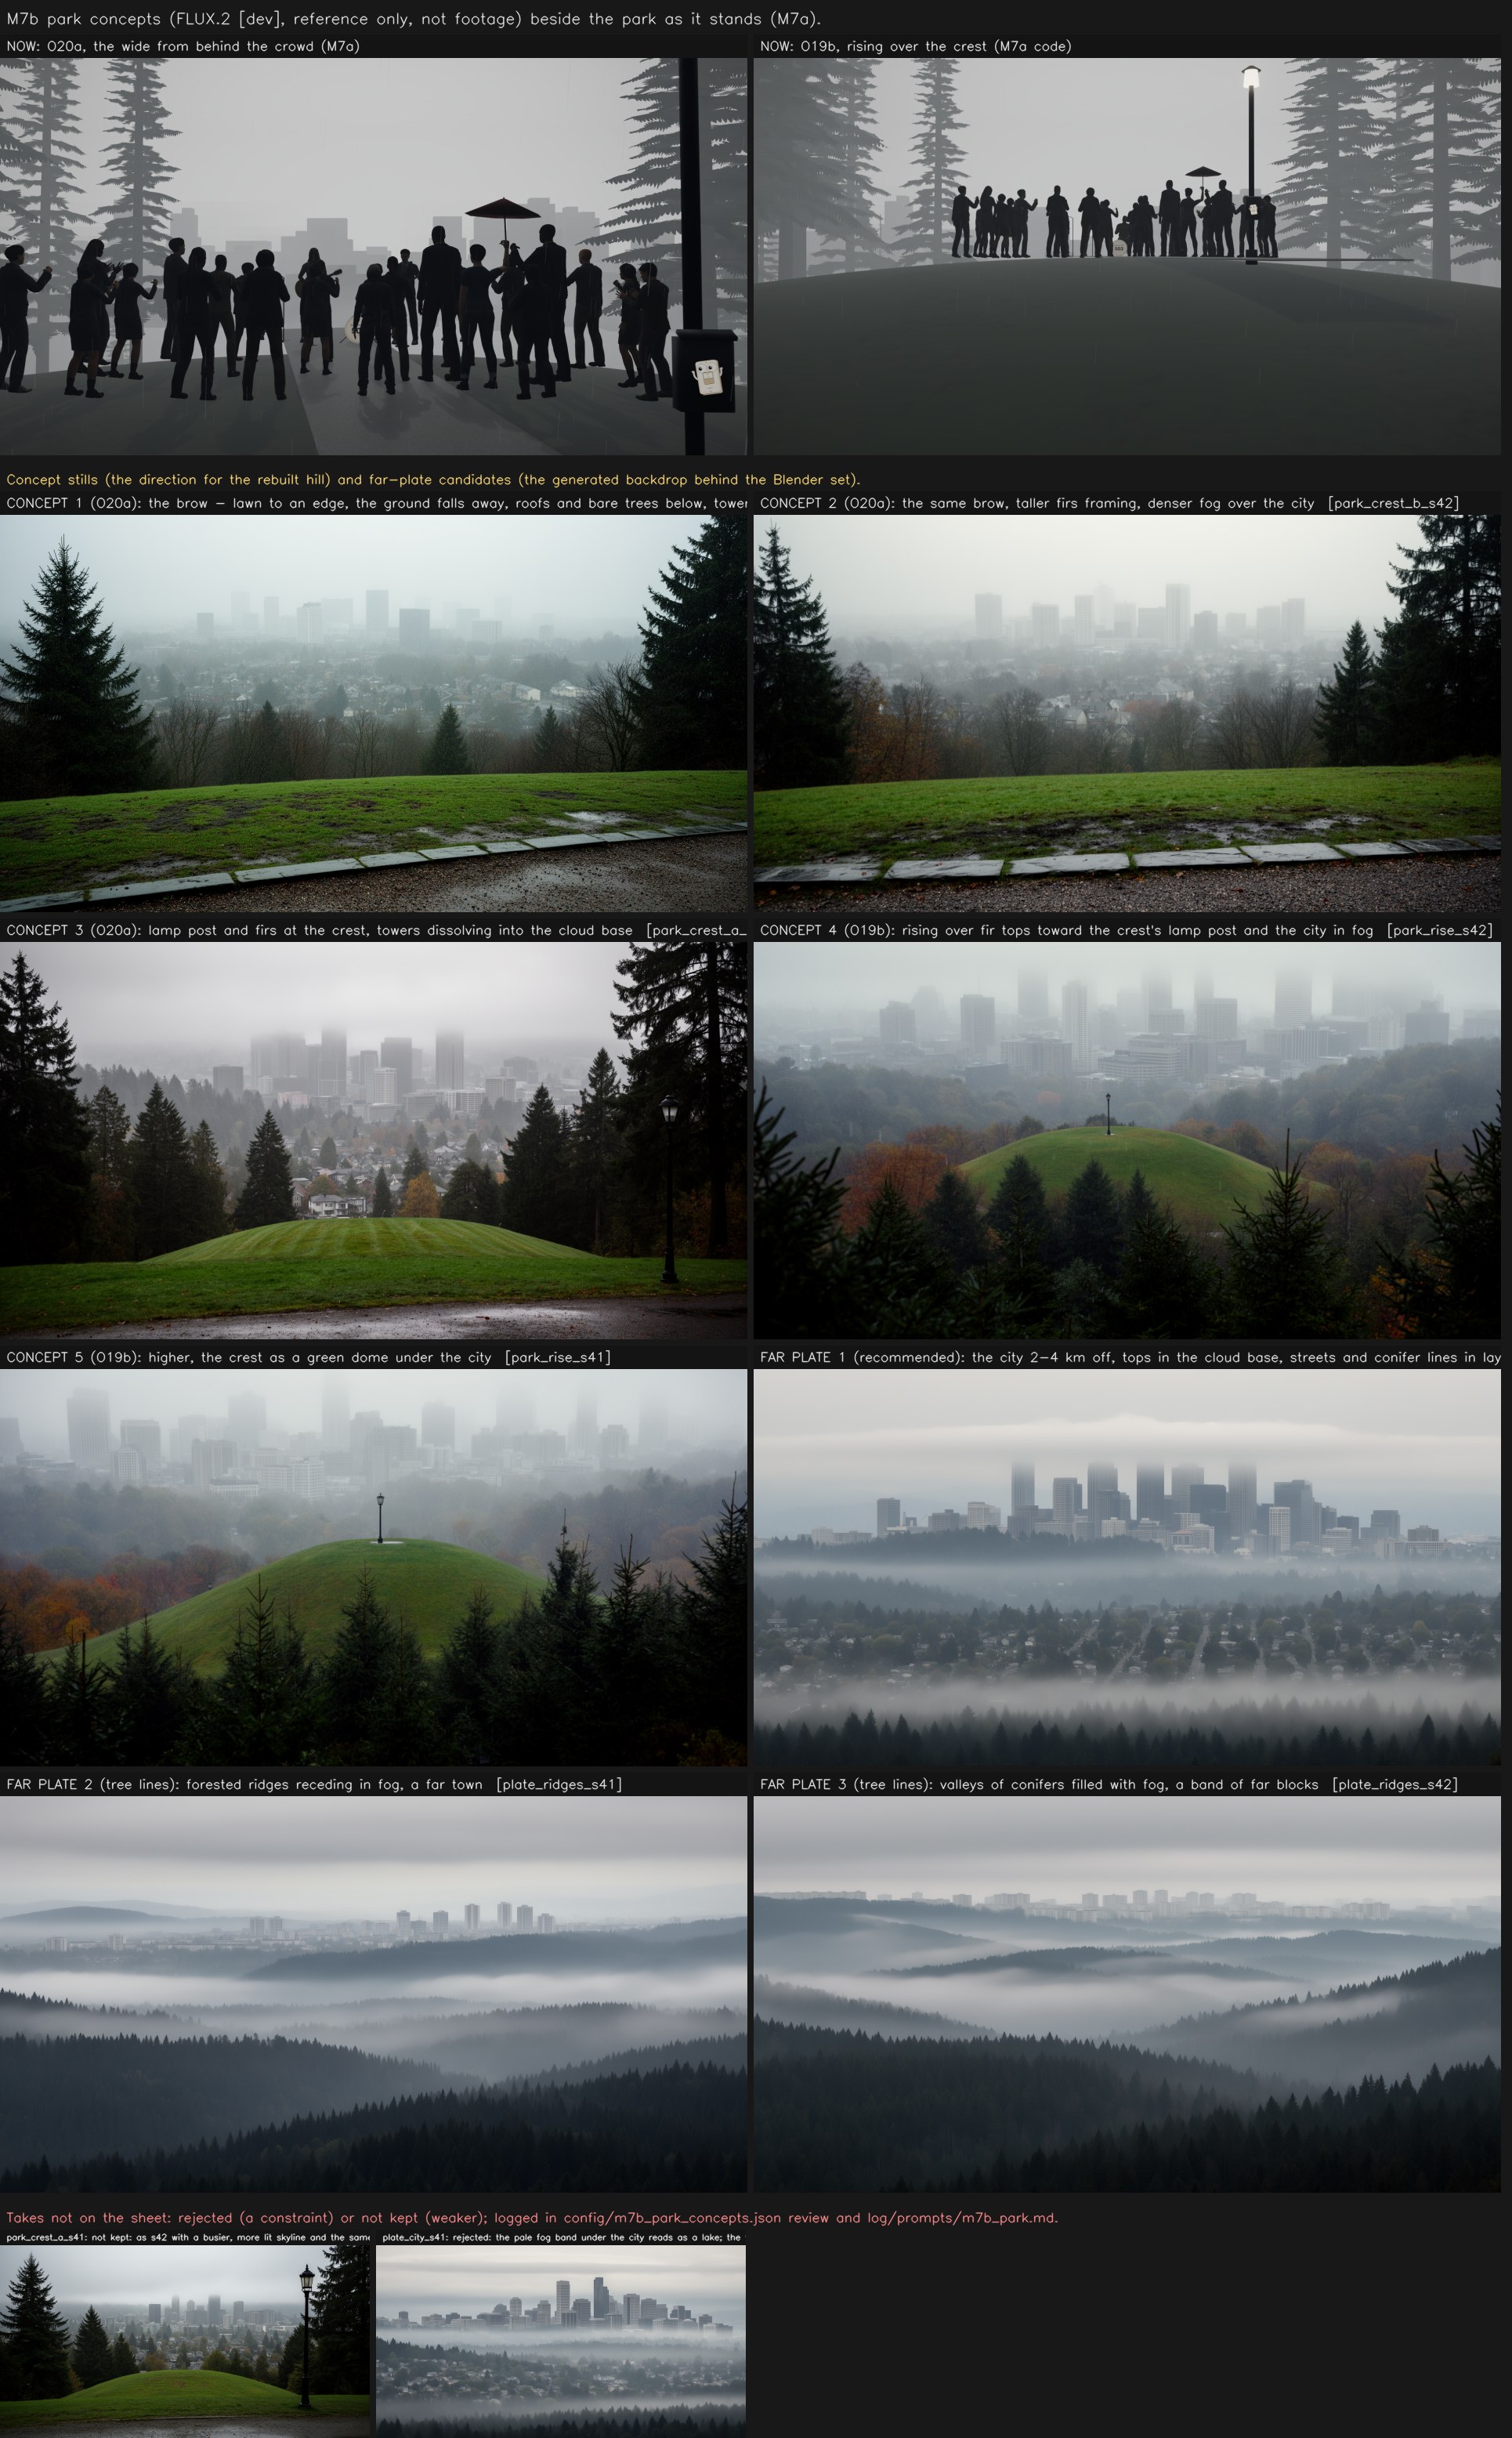 M7b park concepts (FLUX.2 [dev], reference only, not footage) beside the park as it stands (M7a).
NOW: 020a, the wide from behind the crowd (M7a)
NOW: 019b, rising over the crest (M7a code)
Concept stills (the direction for the rebuilt hill) and far-plate candidates (the generated backdrop behind the Blender set).
CONCEPT 1 (020a): the brow – lawn to an edge, the ground falls away, roofs and bare trees below, tower
CONCEPT 2 (020a): the same brow, taller firs framing, denser fog over the city [park_crest_b_s42]
CONCEPT 3 (020a): lamp post and firs at the crest, towers dissolving into the cloud base [park_crest_a_
CONCEPT 4 (019b): rising over fir tops toward the crest's lamp post and the city in fog [park_rise_s42]
CONCEPT 5 (019b): higher, the crest as a green dome under the city [park_rise_s41]
FAR PLATE 1 (recommended): the city 2-4 km off, tops in the cloud base, streets and conifer lines in lay
FAR PLATE 2 (tree lines): forested ridges receding in fog, a far town [plate_ridges_s41]
FAR PLATE 3 (tree lines): valleys of conifers filled with fog, a band of far blocks [plate_ridges_s42]
Takes not on the sheet: rejected (a constraint) or not kept (weaker); logged in config/m7b_park_concepts.json review and log/prompts/m7b_park.md.
park_crest_a_s41: not kept: as s42 with a busier, more lit skyline and the same
plate_city_s41: rejected: the pale fog band under the city reads as a lake; the